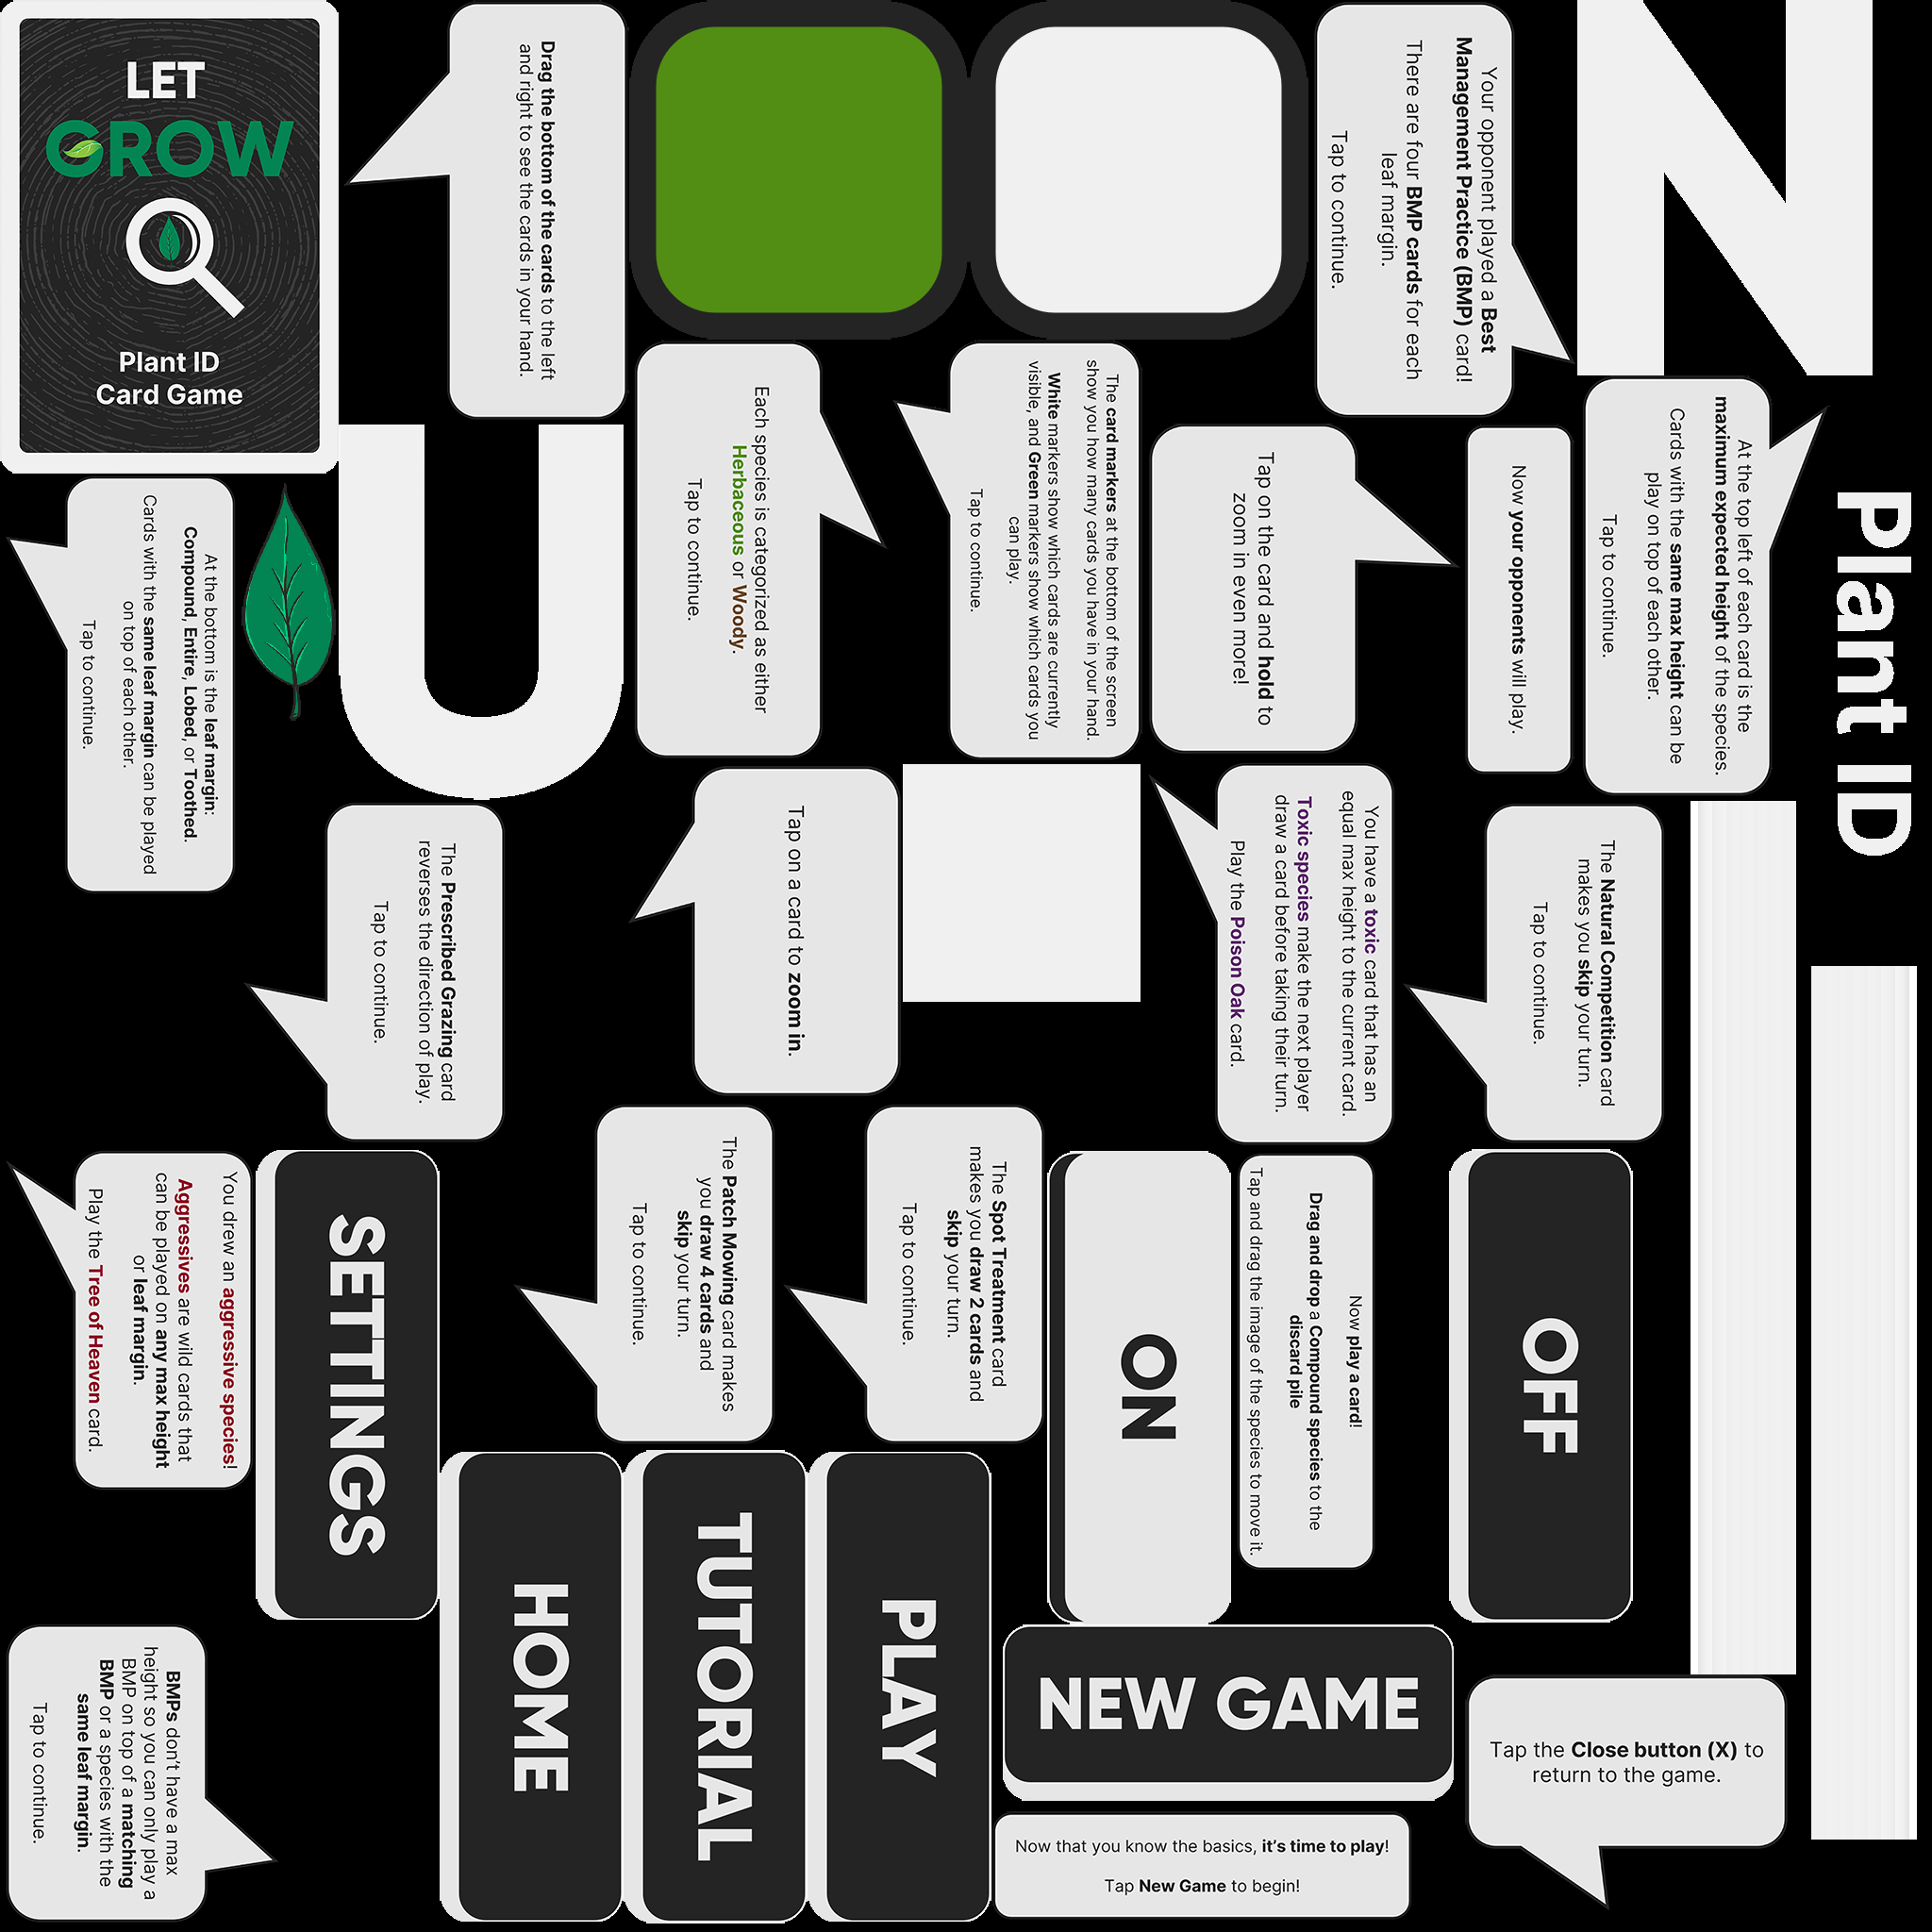 LET
GROW
Plant ID
Card Game
Drag the bottom of the cards to the left
and right to see the cards in your hand.
Your opponent played a Best
Management Practice (BMP) card!
There are four BMP cards for each
leaf margin.
Tap to continue.
N
At the bottom is the leaf margin:
Compound, Entire, Lobed, or Toothed.
Cards with the same leaf margin can be played
on top of each other.
Tap to continue.
U
Each species is categorized as either
Herbaceous or Woody.
Tap to continue.
The card markers at the bottom of the screen
show you how many cards you have in your hand.
White markers show which cards are currently
visible, and Green markers show which cards you
can play.
Tap to continue.
Tap on the card and hold to
zoom in even more!
Now your opponents will play.
At the top left of each card is the
maximum expected height of the species.
Cards with the same max height can be
play on top of each other.
Tap to continue.
Plant ID
The Prescribed Grazing card
reverses the direction of play.
Tap to continue.
Tap on a card to zoom in.
You have a toxic card that has an
equal max height to the current card.
Toxic species make the next player
draw a card before taking their turn.
Play the Poison Oak card.
The Natural Competition card
makes you skip your turn.
Tap to continue.
You drew an aggressive species!
Aggressives are wild cards that
can be played on any max height
or leaf margin.
Play the Tree of Heaven card.
SETTINGS
The Patch Mowing card makes
you draw 4 cards and
skip your turn.
Tap to continue.
The Spot Treatment card
makes you draw 2 cards and
skip your turn.
Tap to continue.
ON
Now play a card!
Drag and drop a Compound species to the
discard pile
Tap and drag the image of the species to move it.
OFF
BMPs don't have a max
height so you can only play a
BMP on top of a matching
BMP or a species with the
same leaf margin.
Tap to continue.
HOME
TUTORIAL
PLAY
NEW GAME
Tap the Close button (X) to
return to the game.
Now that you know the basics, it's time to play!
Tap New Game to begin!